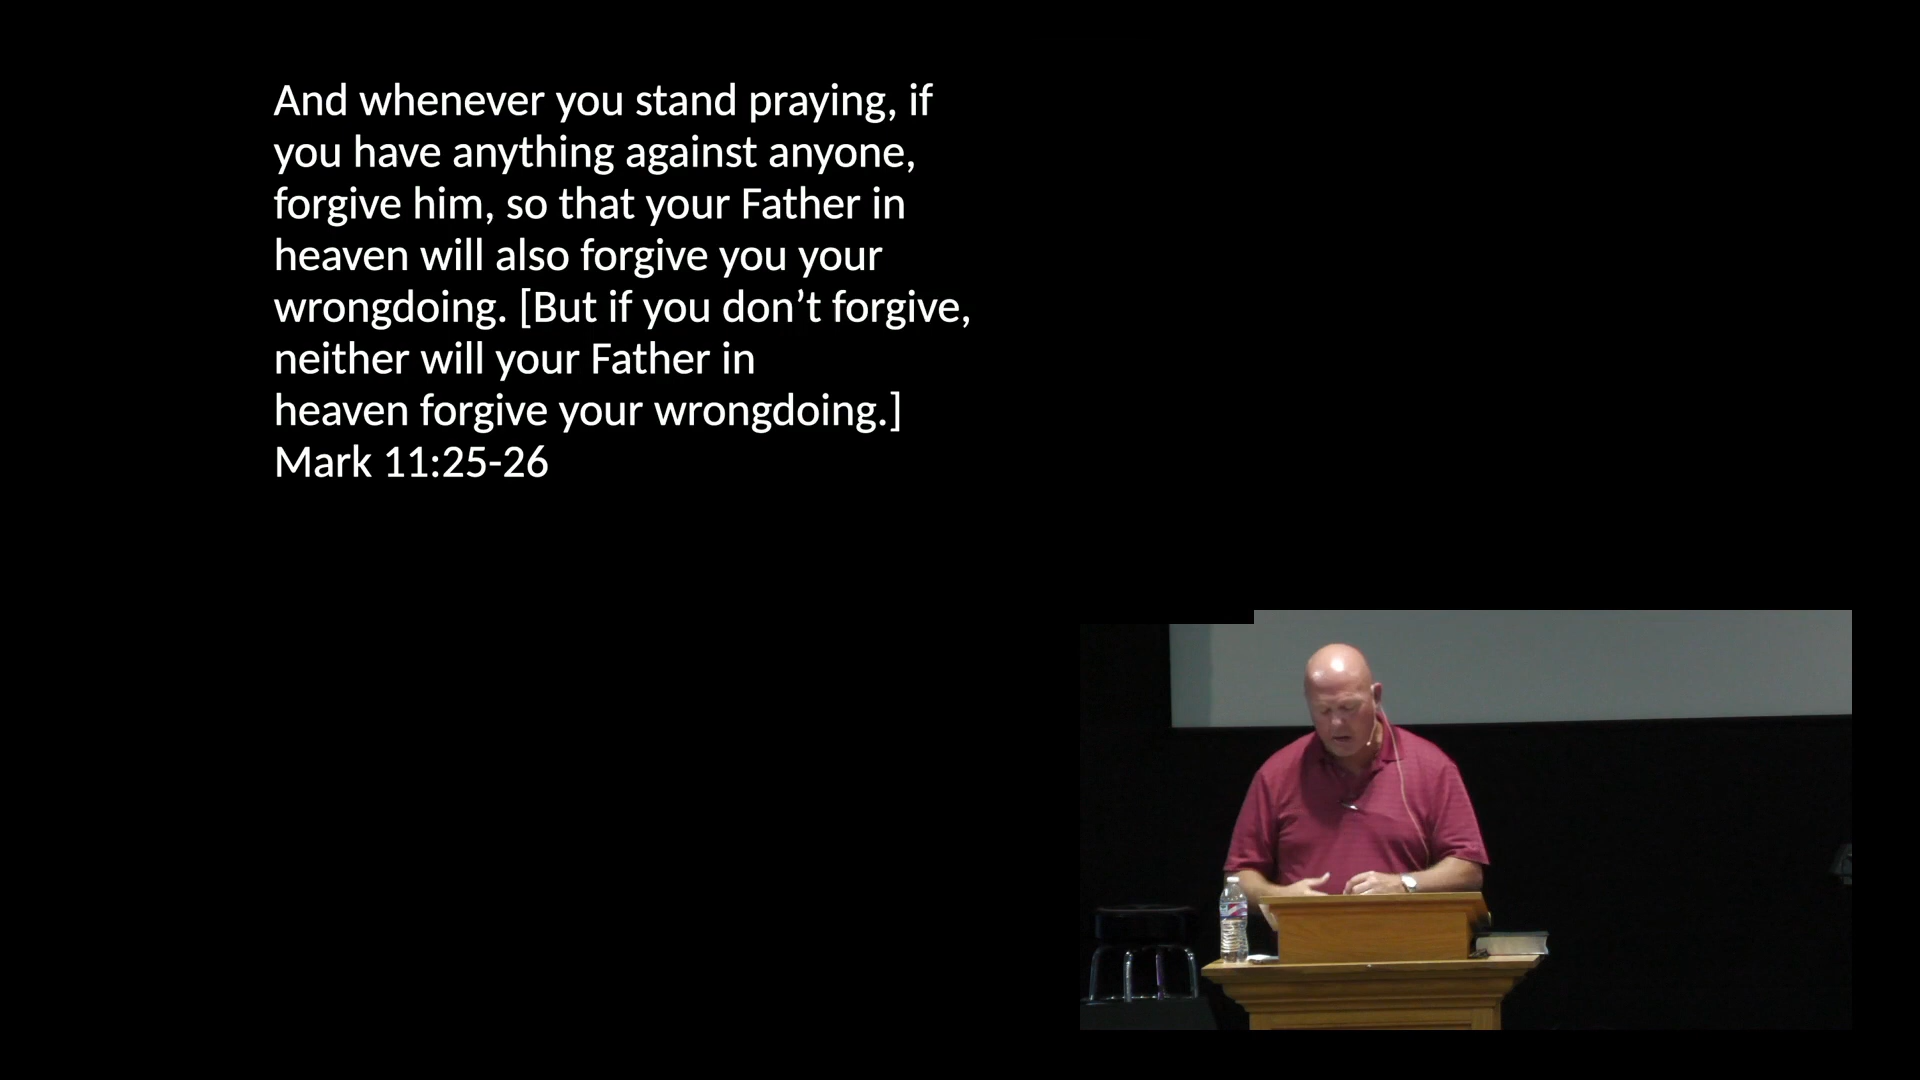 And whenever you stand praying, if
you have anything against anyone,
forgive him, so that your Father in
heaven will also forgive you your
wrongdoing. [But if you don’t forgive,
neither will your Father in
heaven forgive your wrongdoing.]
Mark 11:25-26